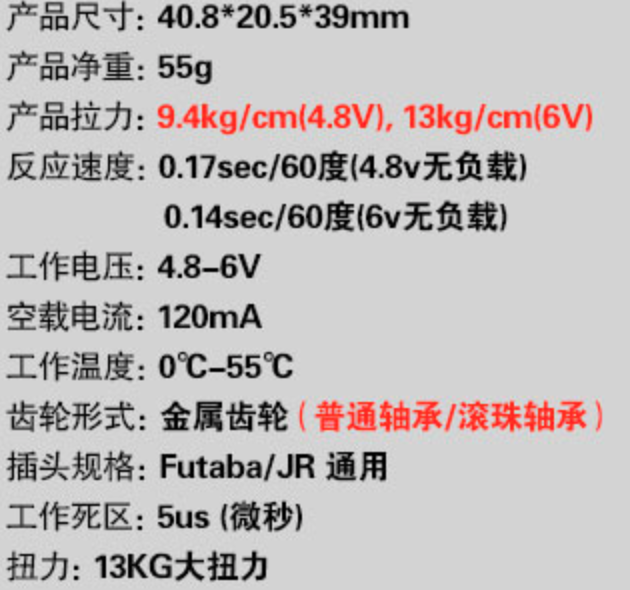 产品尺寸: 40.8*20.5*39mm
产品净重: 55g
产品拉力: 9.4kg/cm(4.8V), 13kg/cm(6V)
反应速度: 0.17sec/60度(4.8v无负载)
0.14sec/60度(6v无负载)
工作电压: 4.8-6V
空载电流: 120mA
工作温度: 0℃-55℃
齿轮形式: 金属齿轮(普通轴承/滚珠轴承)
插头规格: Futaba/JR 通用
工作死区: 5us (微秒)
扭力: 13KG大扭力